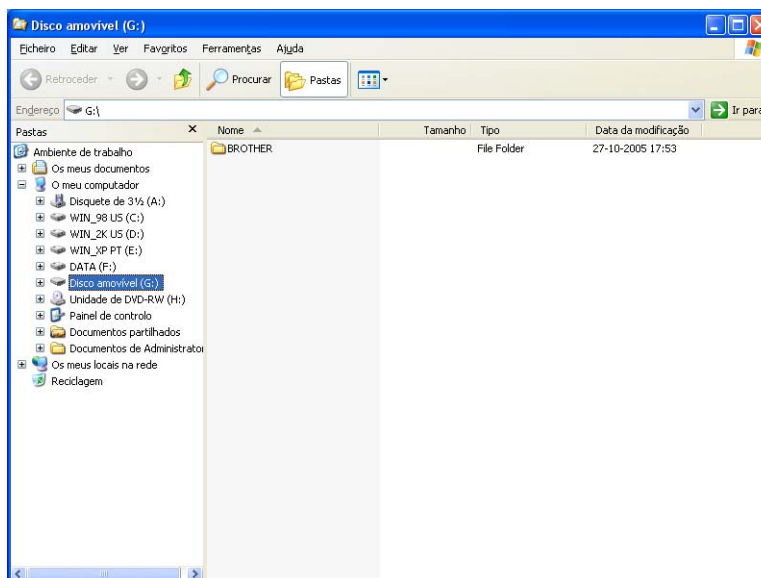 Disco amovível (G:)
Ficheiro Editar Ver Favoritos Ferramentas Ajuda
Retroceder Procurar Pastas
Endereço G:\ Ir para
Pastas Nome Tamanho Tipo Data da modificação
Ambiente de trabalho BROTHER File Folder 27-10-2005 17:53
Os meus documentos
O meu computador
Disquete de 3½ (A:)
WIN_98 US (C:)
WIN_2K US (D:)
WIN_XP PT (E:)
DATA (F:)
Disco amovível (G:)
Unidade de DVD-RW (H:)
Painel de controlo
Documentos partilhados
Documentos de Administrator
Os meus locais na rede
Reciclagem